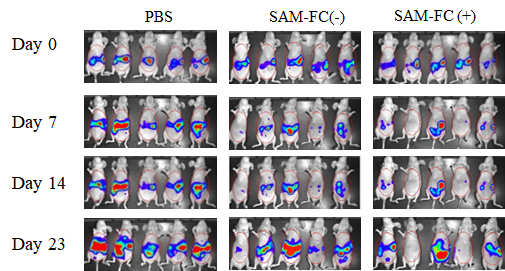 PBS SAM-FC(-) SAM-FC (+)
Day 0
Day 7
Day 14
Day 23